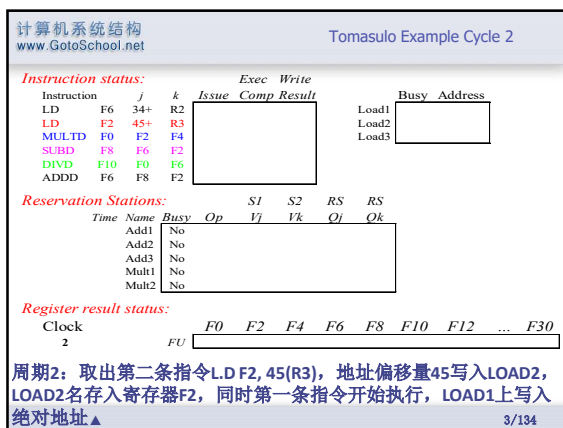 计算机系统结构
www.GotoSchool.net
Tomasulo Example Cycle 2
Instruction status: Exec Write
Instruction j k Issue Comp Result Busy Address
LD F6 34+ R2 Load1
LD F2 45+ R3 Load2
MULTD F0 F2 F4 Load3
SUBD F8 F6 F2
DIVD F10 F0 F6
ADDD F6 F8 F2
Reservation Stations: S1 S2 RS RS
Time Name Busy Op Vj Vk Qj Qk
Add1 No
Add2 No
Add3 No
Mult1 No
Mult2 No
Register result status:
Clock F0 F2 F4 F6 F8 F10 F12 ... F30
2 FU
周期2：取出第二条指令L.D F2, 45(R3)，地址偏移量45写入LOAD2，
LOAD2名存入寄存器F2，同时第一条指令开始执行，LOAD1上写入
绝对地址▲
3/134